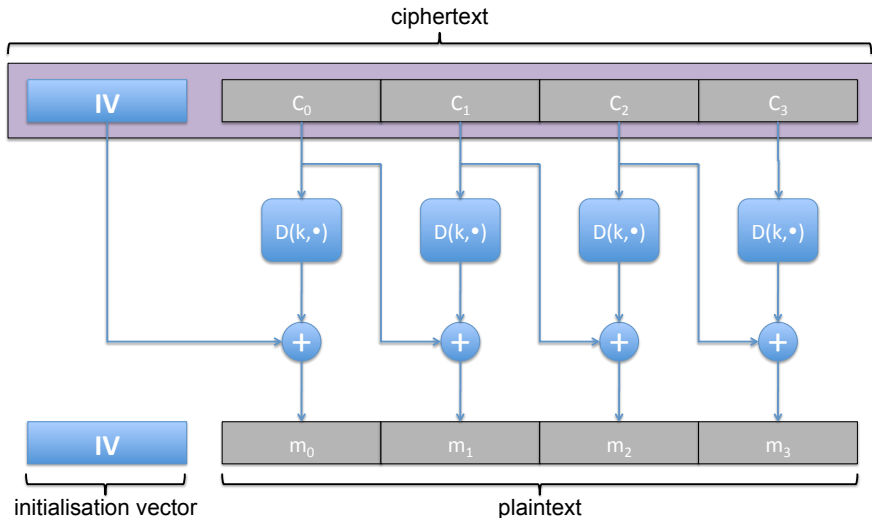 ciphertext
IV C₀ C₁ C₂ C₃
D(k,•) D(k,•) D(k,•) D(k,•)
+ + + +
IV m₀ m₁ m₂ m₃
initialisation vector plaintext